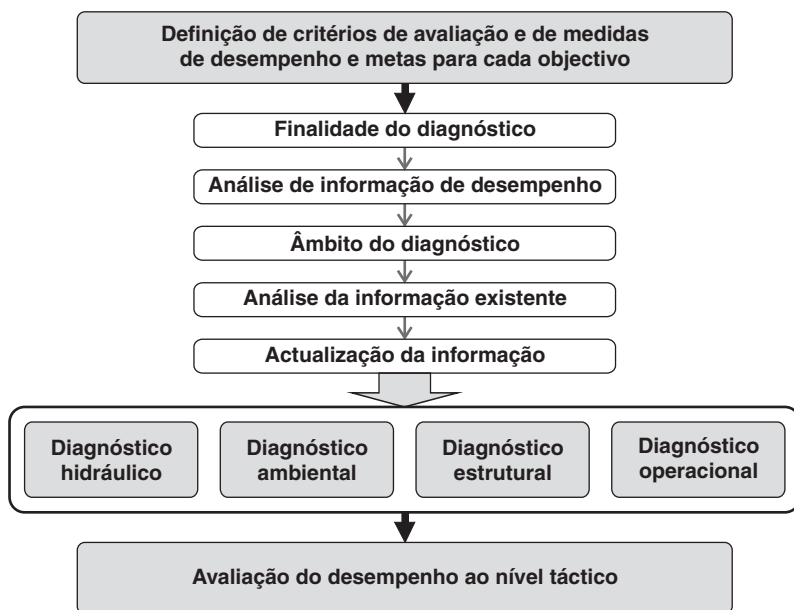 Definição de critérios de avaliação e de medidas
de desempenho e metas para cada objectivo
Finalidade do diagnóstico
Análise de informação de desempenho
Âmbito do diagnóstico
Análise da informação existente
Actualização da informação
Diagnóstico
hidráulico
Diagnóstico
ambiental
Diagnóstico
estrutural
Diagnóstico
operacional
Avaliação do desempenho ao nível táctico